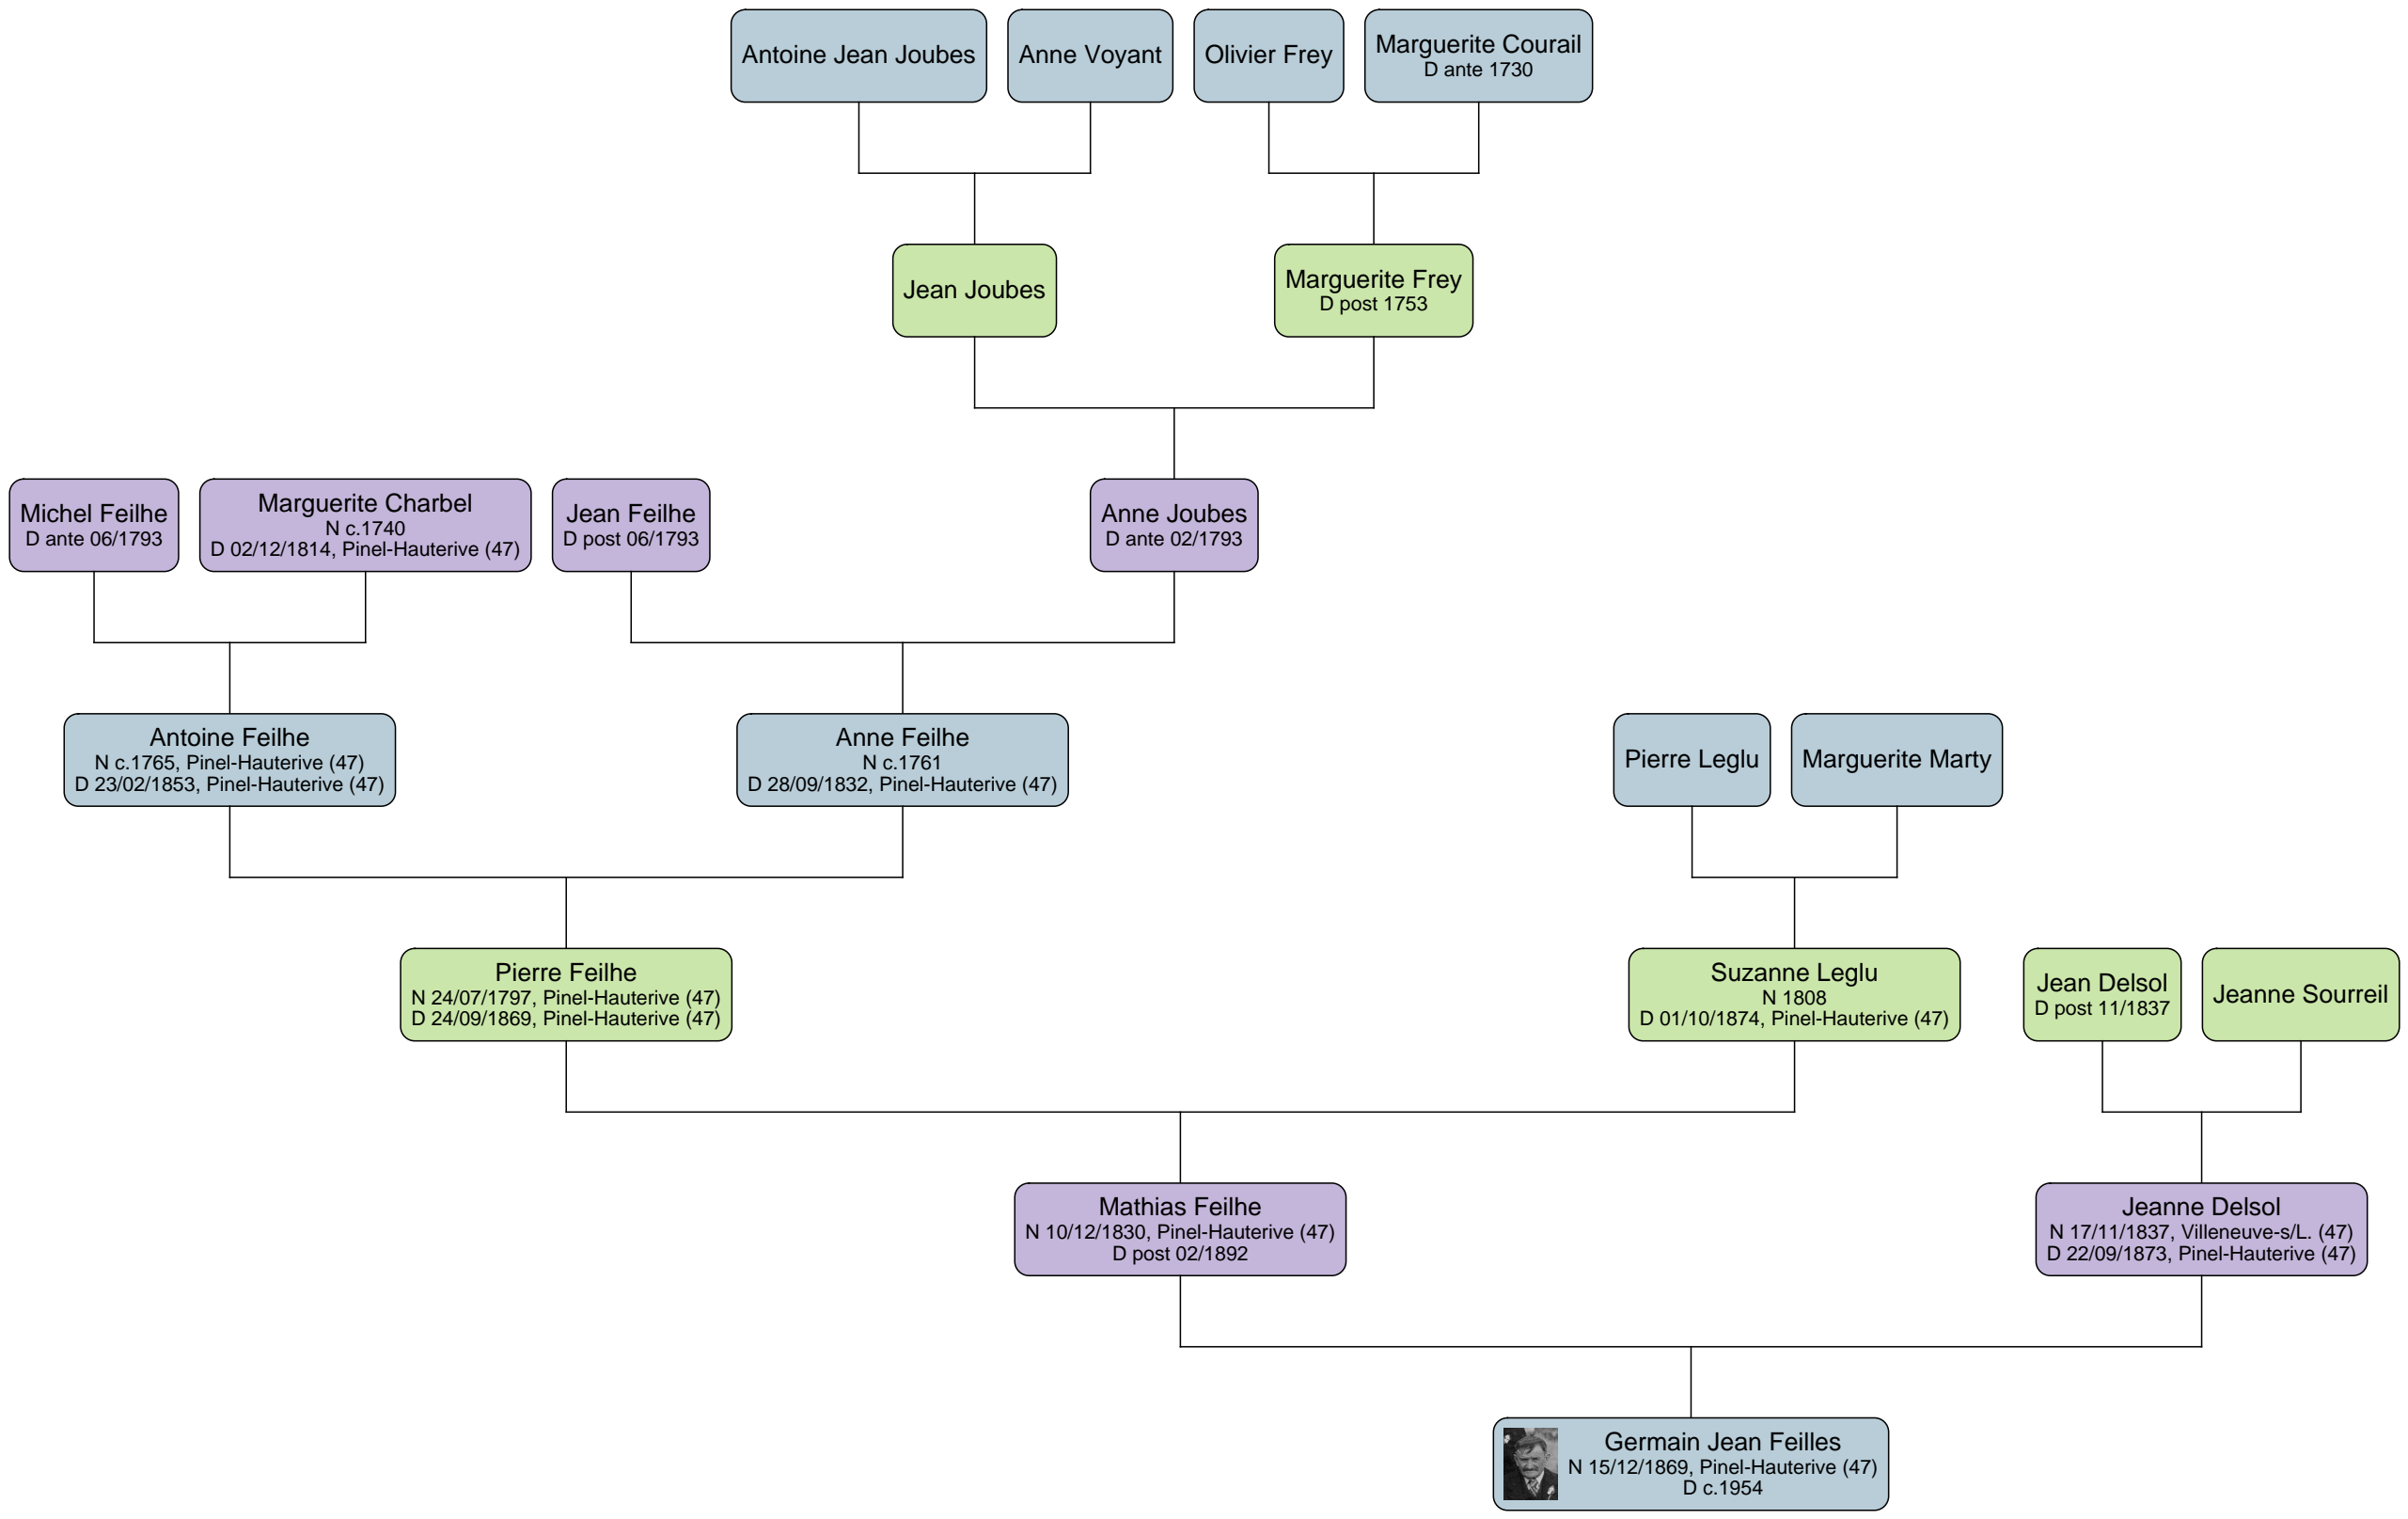 Antoine Jean Joubes
Anne Voyant
Olivier Frey
Marguerite Courail
D ante 1730
Jean Joubes
Marguerite Frey
D post 1753
Michel Feilhe
D ante 06/1793
Marguerite Charbel
N c.1740
D 02/12/1814, Pinel-Hauterive (47)
Jean Feilhe
D post 06/1793
Anne Joubes
D ante 02/1793
Antoine Feilhe
N c.1765, Pinel-Hauterive (47)
D 23/02/1853, Pinel-Hauterive (47)
Anne Feilhe
N c.1761
D 28/09/1832, Pinel-Hauterive (47)
Pierre Leglu
Marguerite Marty
Pierre Feilhe
N 24/07/1797, Pinel-Hauterive (47)
D 24/09/1869, Pinel-Hauterive (47)
Suzanne Leglu
N 1808
D 01/10/1874, Pinel-Hauterive (47)
Jean Delsol
D post 11/1837
Jeanne Sourreil
Mathias Feilhe
N 10/12/1830, Pinel-Hauterive (47)
D post 02/1892
Jeanne Delsol
N 17/11/1837, Villeneuve-s/L. (47)
D 22/09/1873, Pinel-Hauterive (47)
Germain Jean Feilles
N 15/12/1869, Pinel-Hauterive (47)
D c.1954